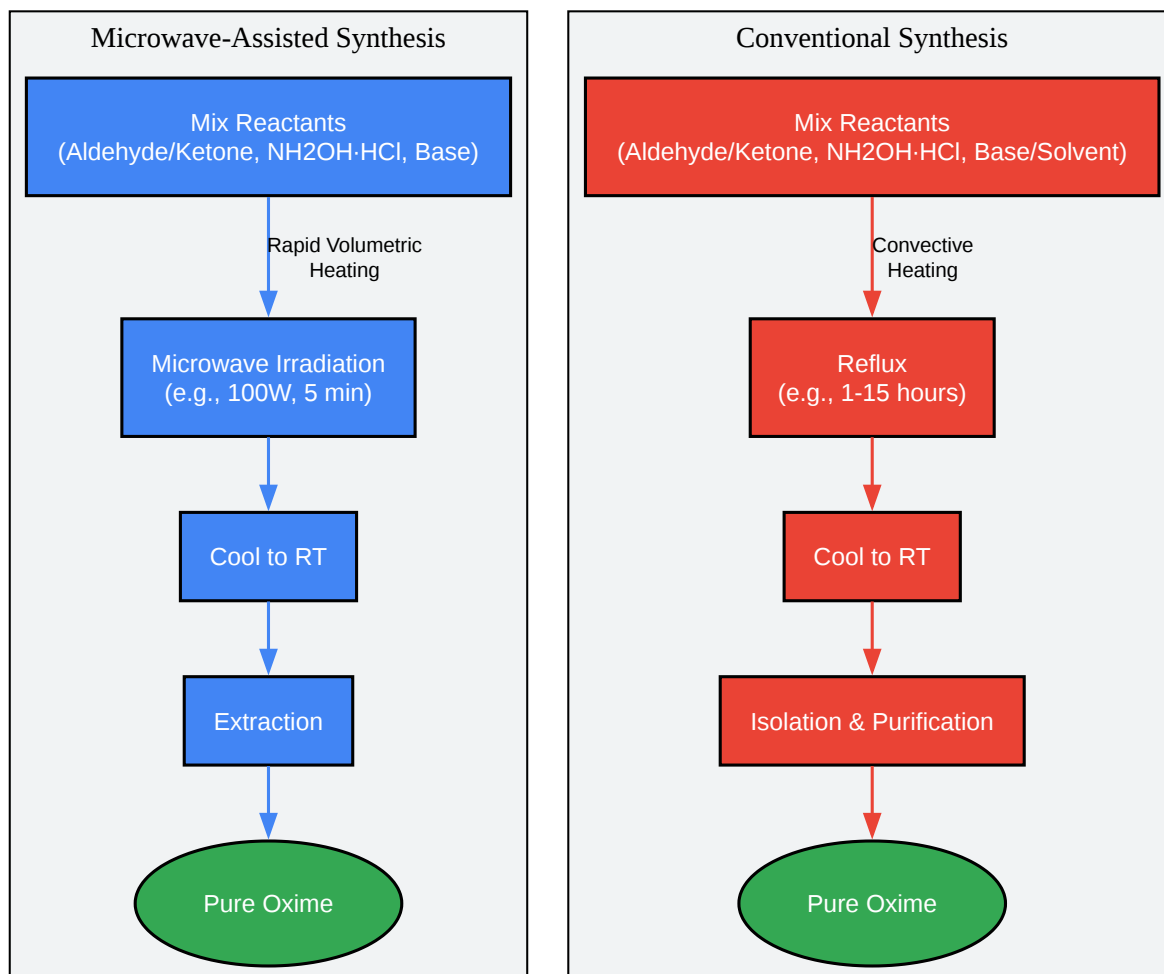 Microwave-Assisted Synthesis
Mix Reactants
(Aldehyde/Ketone, NH2OH·HCl, Base)
Rapid Volumetric
Heating
Microwave Irradiation
(e.g., 100W, 5 min)
Cool to RT
Extraction
Pure Oxime
Conventional Synthesis
Mix Reactants
(Aldehyde/Ketone, NH2OH·HCl, Base/Solvent)
Convective
Heating
Reflux
(e.g., 1-15 hours)
Cool to RT
Isolation & Purification
Pure Oxime